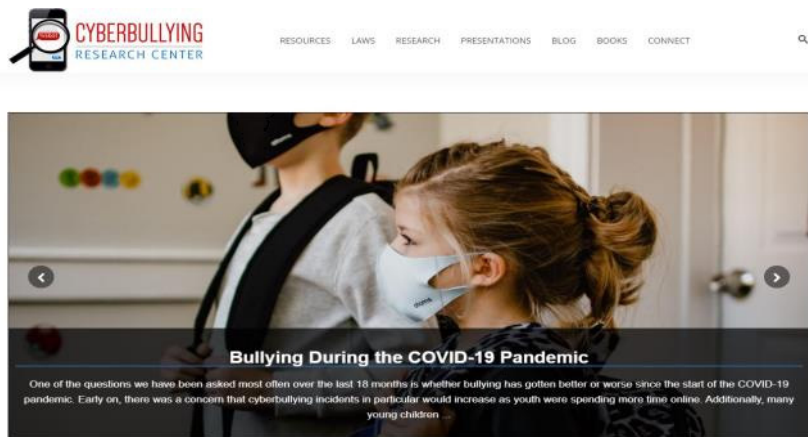 CYBERBULLYING
RESEARCH CENTER
RESOURCES LAWS RESEARCH PRESENTATIONS BLOG BOOKS CONNECT
Bullying During the COVID-19 Pandemic
One of the questions we have been asked most often over the last 18 months is whether bullying has gotten better or worse since the start of the COVID-19
pandemic. Early on, there was a concern that cyberbullying incidents in particular would increase as youth were spending more time online. Additionally, many
young children ...